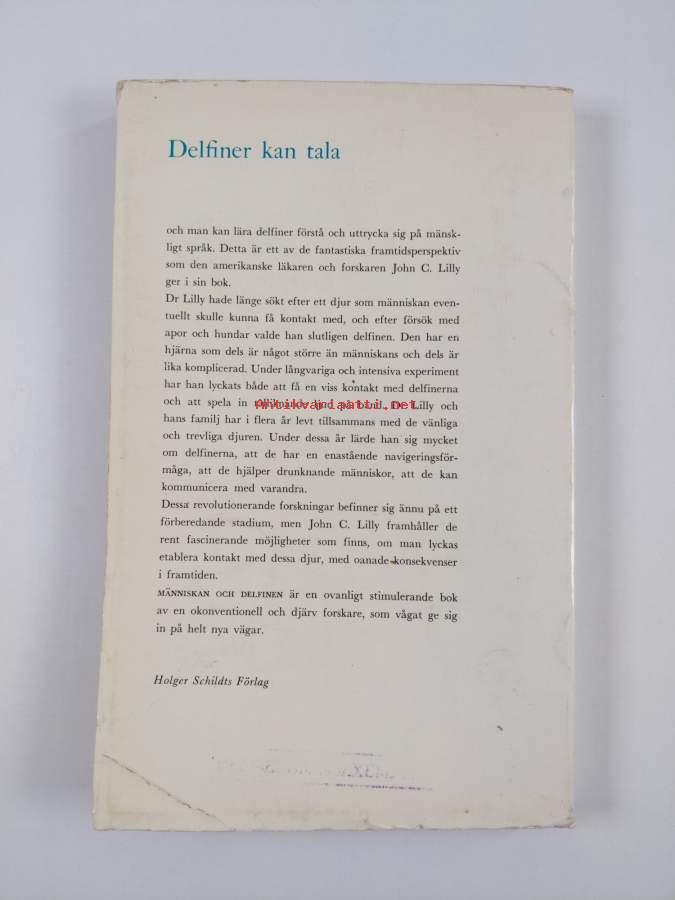 Delfiner kan tala
och man kan lära delfiner förstå och uttrycka sig på mänsk-
ligt språk. Detta är ett av de fantastiska framtidsperspektiv
som den amerikanske läkaren och forskaren John C. Lilly
ger i sin bok.
Dr Lilly hade länge sökt efter ett djur som människan even-
tuellt skulle kunna få kontakt med, och efter försök med
apor och hundar valde han slutligen delfinen. Den har en
hjärna som dels är något större än människans och dels är
lika komplicerad. Under långvariga och intensiva experiment
har han lyckats både att få en viss kontakt med delfinerna
och att spela in ljud på band. Dr Lilly och
Antikvariaatti.net
hans familj har i flera år levt tillsammans med de vänliga
och trevliga djuren. Under dessa år lärde han sig mycket
om delfinerna, att de har en enastående navigeringsför-
måga, att de hjälper drunknande människor, att de kan
kommunicera med varandra.
Dessa revolutionerande forskningar befinner sig ännu på ett
förberedande stadium, men John C. Lilly framhåller de
rent fascinerande möjligheter som finns, om man lyckas
etablera kontakt med dessa djur, med oanade konsekvenser
i framtiden.
MÄNNISKAN OCH DELFINEN är en ovanligt stimulerande bok
av en okonventionell och djärv forskare, som vågat ge sig
in på helt nya vägar.
Holger Schildts Förlag